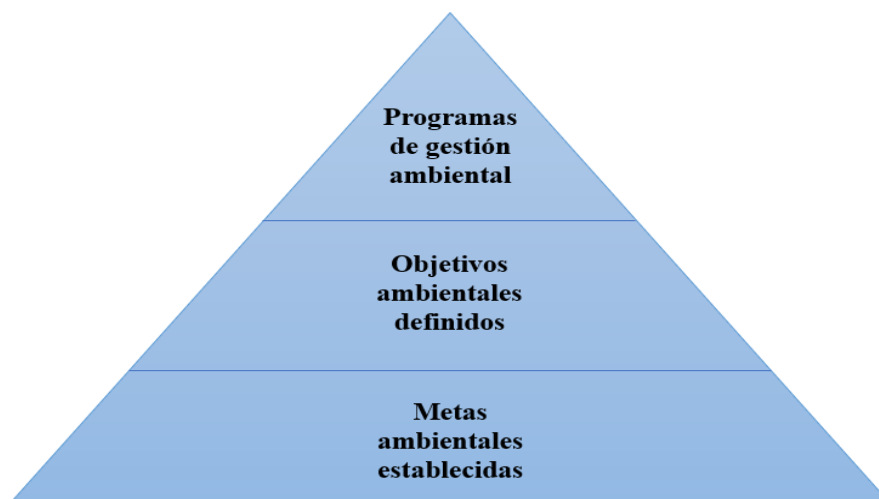 Programas
de gestión
ambiental
Objetivos
ambientales
definidos
Metas
ambientales
establecidas